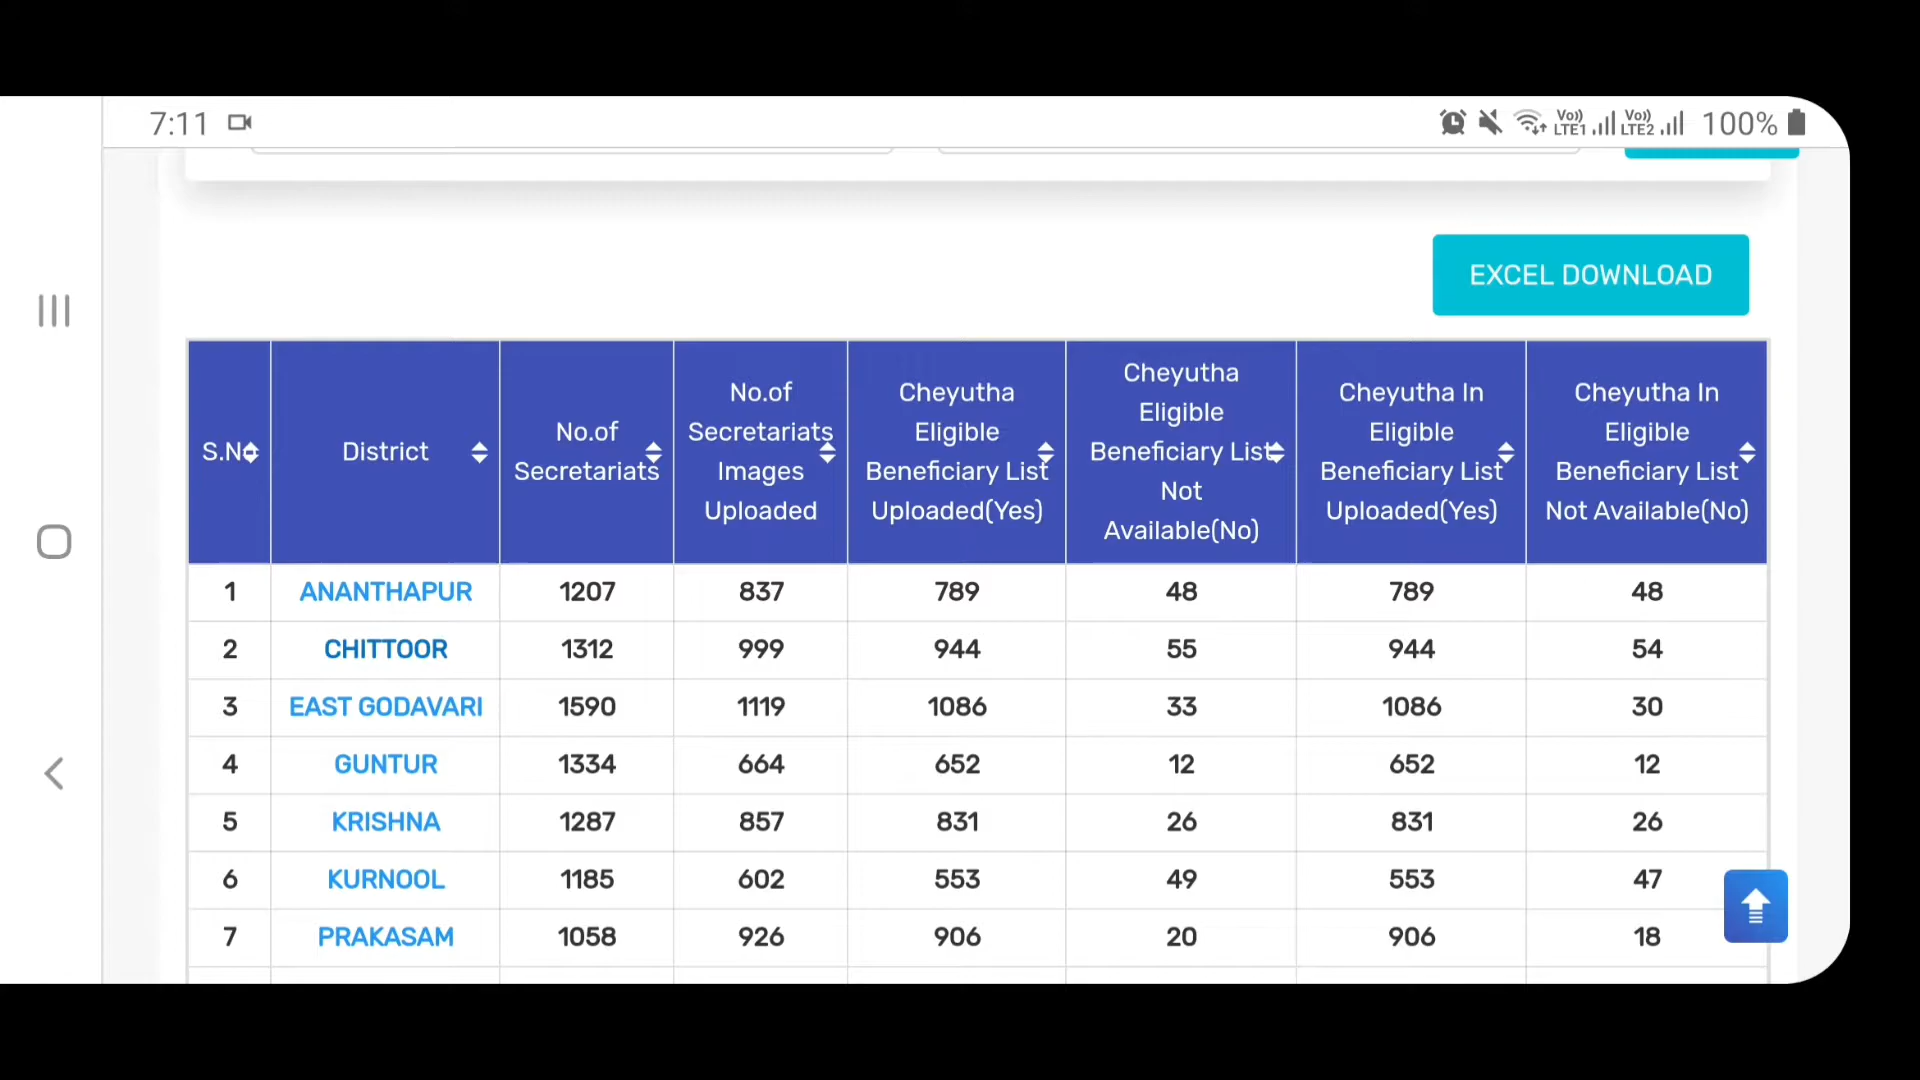 7:11 Vo)) LTE1 Vo)) LTE2 100%
EXCEL DOWNLOAD
S.No District No.of Secretariats No.of Secretariats Images Uploaded Cheyutha Eligible Beneficiary List Uploaded(Yes) Cheyutha Eligible Beneficiary List Not Available(No) Cheyutha In Eligible Beneficiary List Uploaded(Yes) Cheyutha In Eligible Beneficiary List Not Available(No)
1 ANANTHAPUR 1207 837 789 48 789 48
2 CHITTOOR 1312 999 944 55 944 54
3 EAST GODAVARI 1590 1119 1086 33 1086 30
4 GUNTUR 1334 664 652 12 652 12
5 KRISHNA 1287 857 831 26 831 26
6 KURNOOL 1185 602 553 49 553 47
7 PRAKASAM 1058 926 906 20 906 18